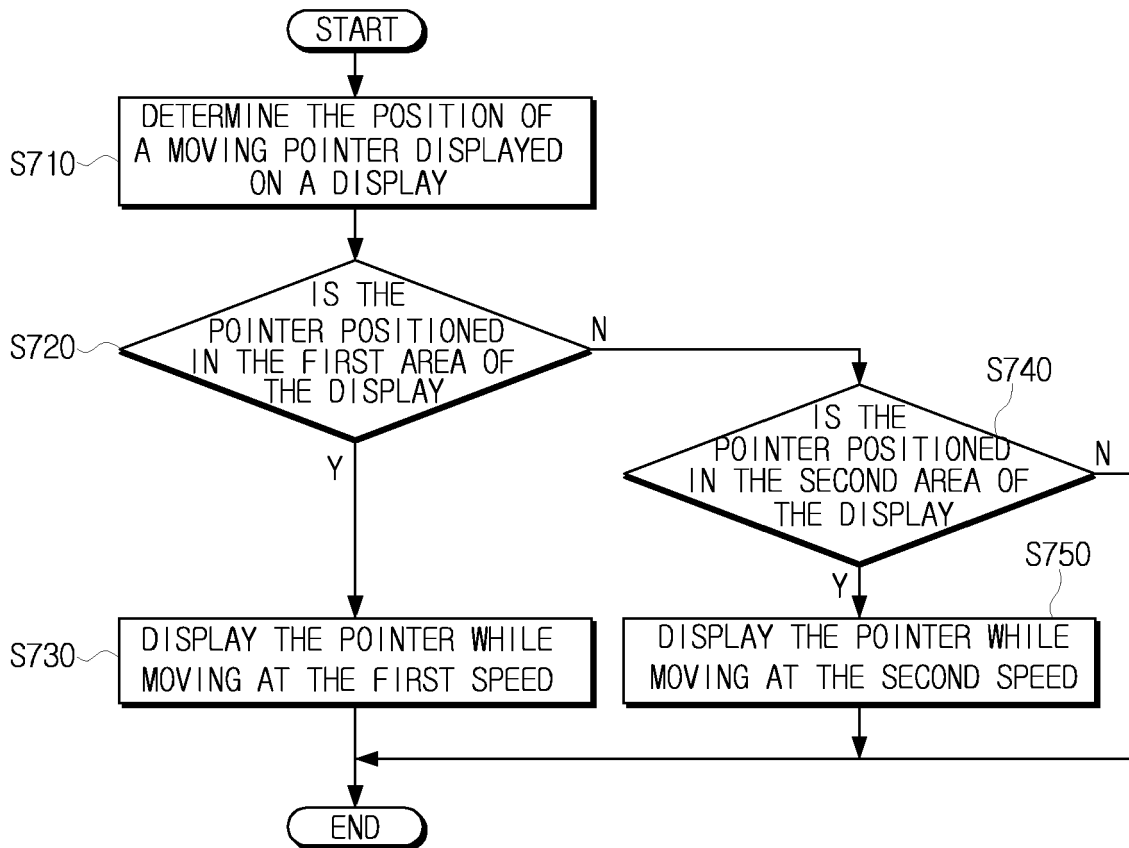 START
DETERMINE THE POSITION OF
A MOVING POINTER DISPLAYED
ON A DISPLAY
S710
IS THE
POINTER POSITIONED
IN THE FIRST AREA OF
THE DISPLAY
S720
N
Y
S740
IS THE
POINTER POSITIONED
IN THE SECOND AREA OF
THE DISPLAY
N
Y
S750
DISPLAY THE POINTER WHILE
MOVING AT THE FIRST SPEED
S730
DISPLAY THE POINTER WHILE
MOVING AT THE SECOND SPEED
END